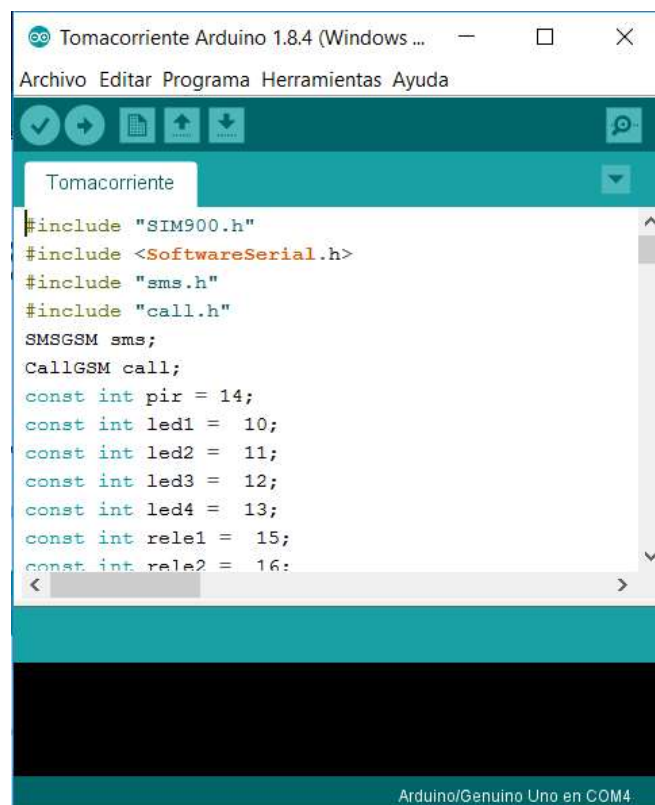 Tomacorriente Arduino 1.8.4 (Windows ...
Archivo Editar Programa Herramientas Ayuda
Tomacorriente
#include "SIM900.h"
#include <SoftwareSerial.h>
#include "sms.h"
#include "call.h"
SMSGSM sms;
CallGSM call;
const int pir = 14;
const int led1 =  10;
const int led2 =  11;
const int led3 =  12;
const int led4 =  13;
const int rele1 =  15;
const int rele2 =  16;
Arduino/Genuino Uno en COM4